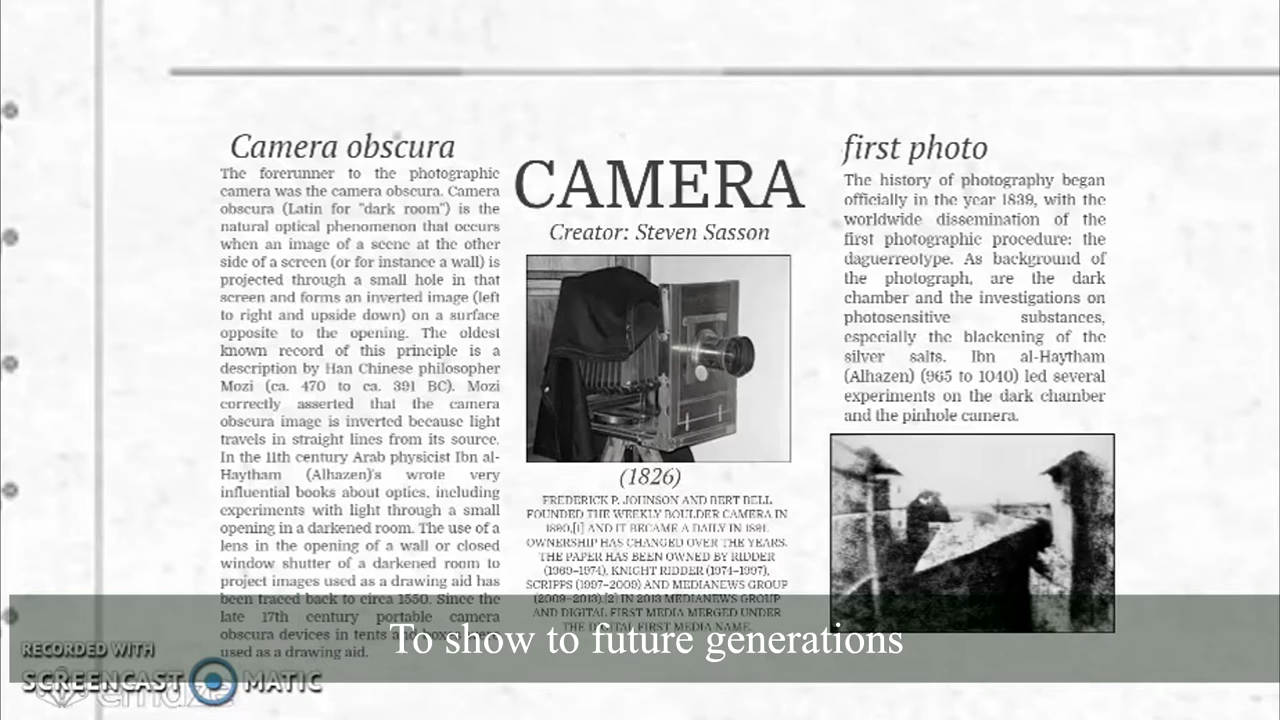 Camera obscura
The forerunner to the photographic
camera was the camera obscura. Camera
obscura (Latin for "dark room") is the
natural optical phenomenon that occurs
when an image of a scene at the other
side of a screen (or for instance a wall) is
projected through a small hole in that
screen and forms an inverted image (left
to right and upside down) on a surface
opposite to the opening. The oldest
known record of this principle is a
description by Han Chinese philosopher
Mozi (ca. 470 to ca. 391 BC). Mozi
correctly asserted that the camera
obscura image is inverted because light
travels in straight lines from its source.
In the 11th century Arab physicist Ibn al-
Haytham (Alhazen)'s wrote very
influential books about optics, including
experiments with light through a small
opening in a darkened room. The use of a
lens in the opening of a wall or closed
window shutter of a darkened room to
project images used as a drawing aid has
been traced back to circa 1550. Since the
late 17th century portable camera
obscura devices in tents and
used as a drawing aid.
CAMERA
Creator: Steven Sasson
(1826)
FREDERICK P. JOHNSON AND BERT BELL
FOUNDED THE WEEKLY BOULDER CAMERA IN
1890,[1] AND IT BECAME A DAILY IN 1891.
OWNERSHIP HAS CHANGED OVER THE YEARS.
THE PAPER HAS BEEN OWNED BY RIDDER
(1969–1974), KNIGHT RIDDER (1974–1997),
SCRIPPS (1997–2009) AND MEDIANEWS GROUP
(2009–2013).[2] IN 2013 MEDIANEWS GROUP
AND DIGITAL FIRST MEDIA MERGED UNDER
THE DIGITAL FIRST MEDIA NAME.
first photo
The history of photography began
officially in the year 1839, with the
worldwide dissemination of the
first photographic procedure: the
daguerreotype. As background of
the photograph, are the dark
chamber and the investigations on
photosensitive substances,
especially the blackening of the
silver salts. Ibn al-Haytham
(Alhazen) (965 to 1040) led several
experiments on the dark chamber
and the pinhole camera.
To show to future generations
RECORDED WITH
SCREENCAST MATIC
emaze